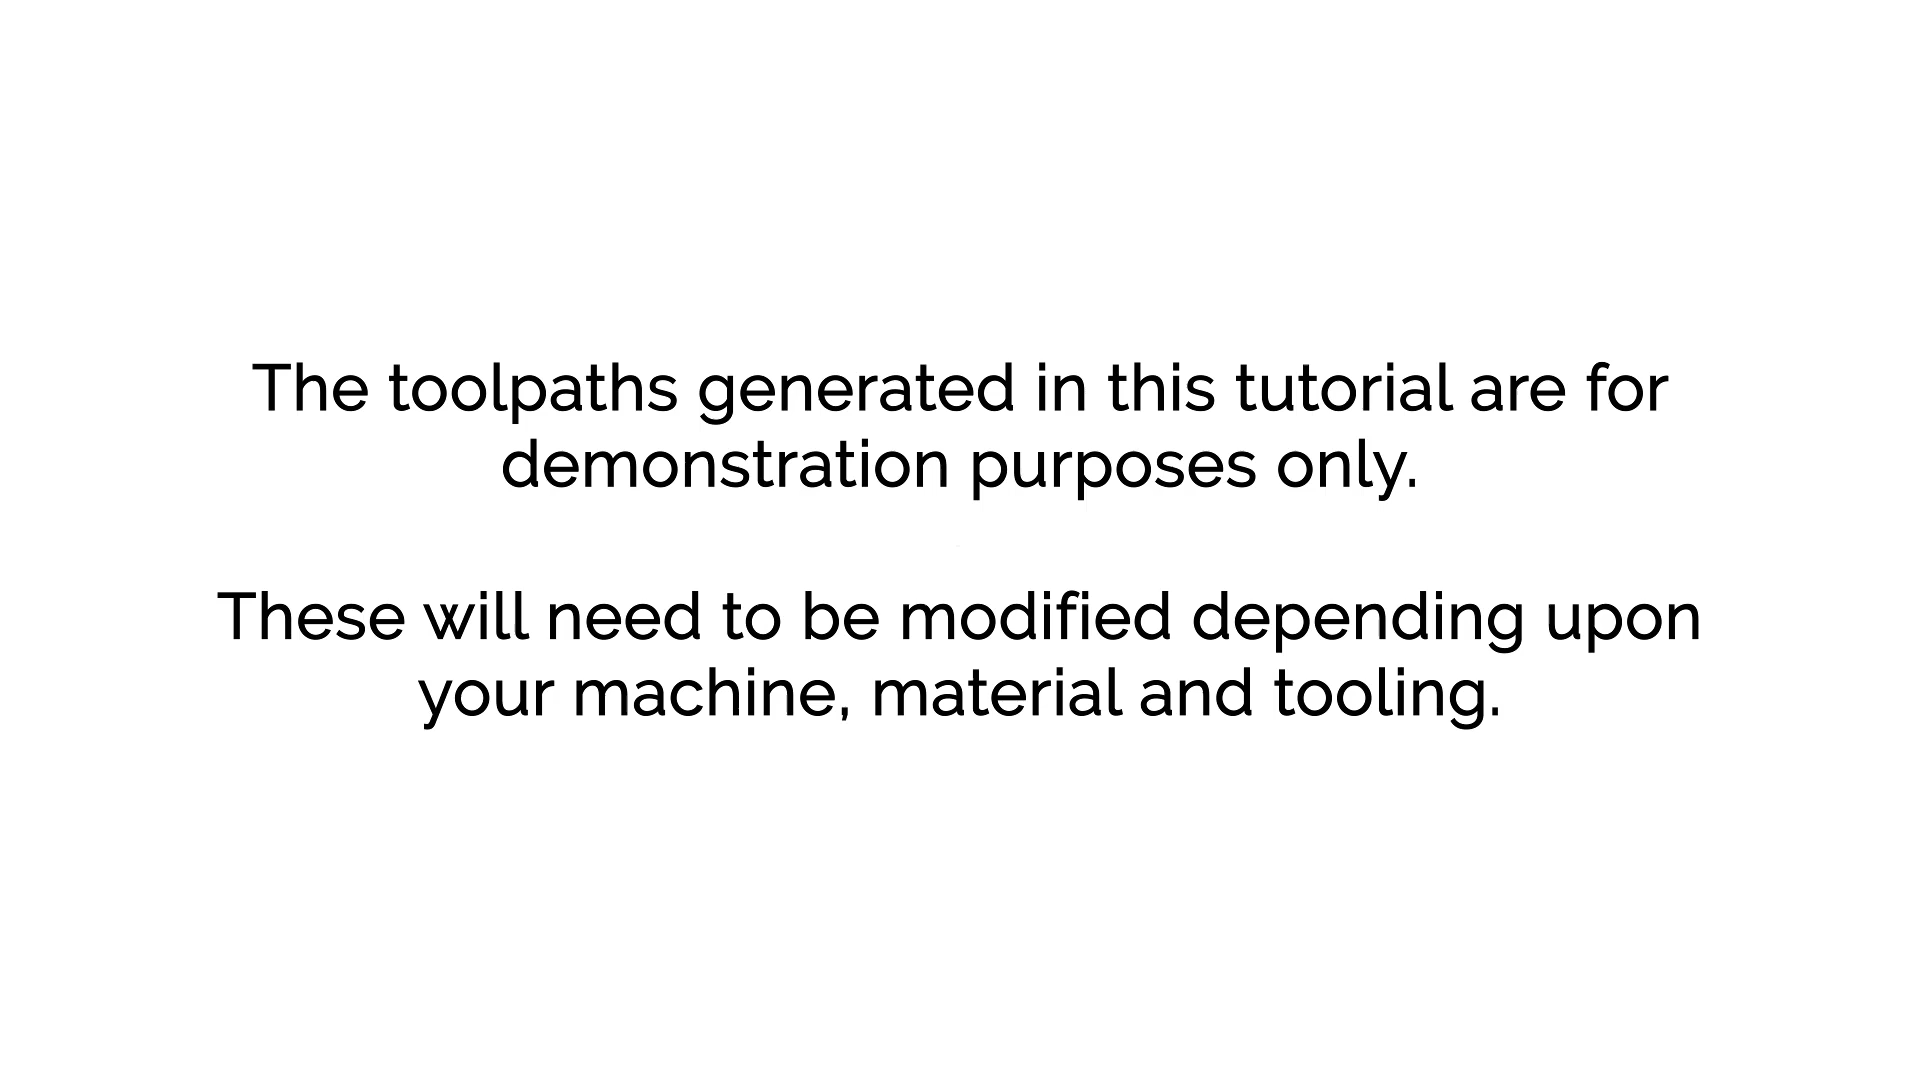 The toolpaths generated in this tutorial are for
demonstration purposes only.
These will need to be modified depending upon
your machine, material and tooling.